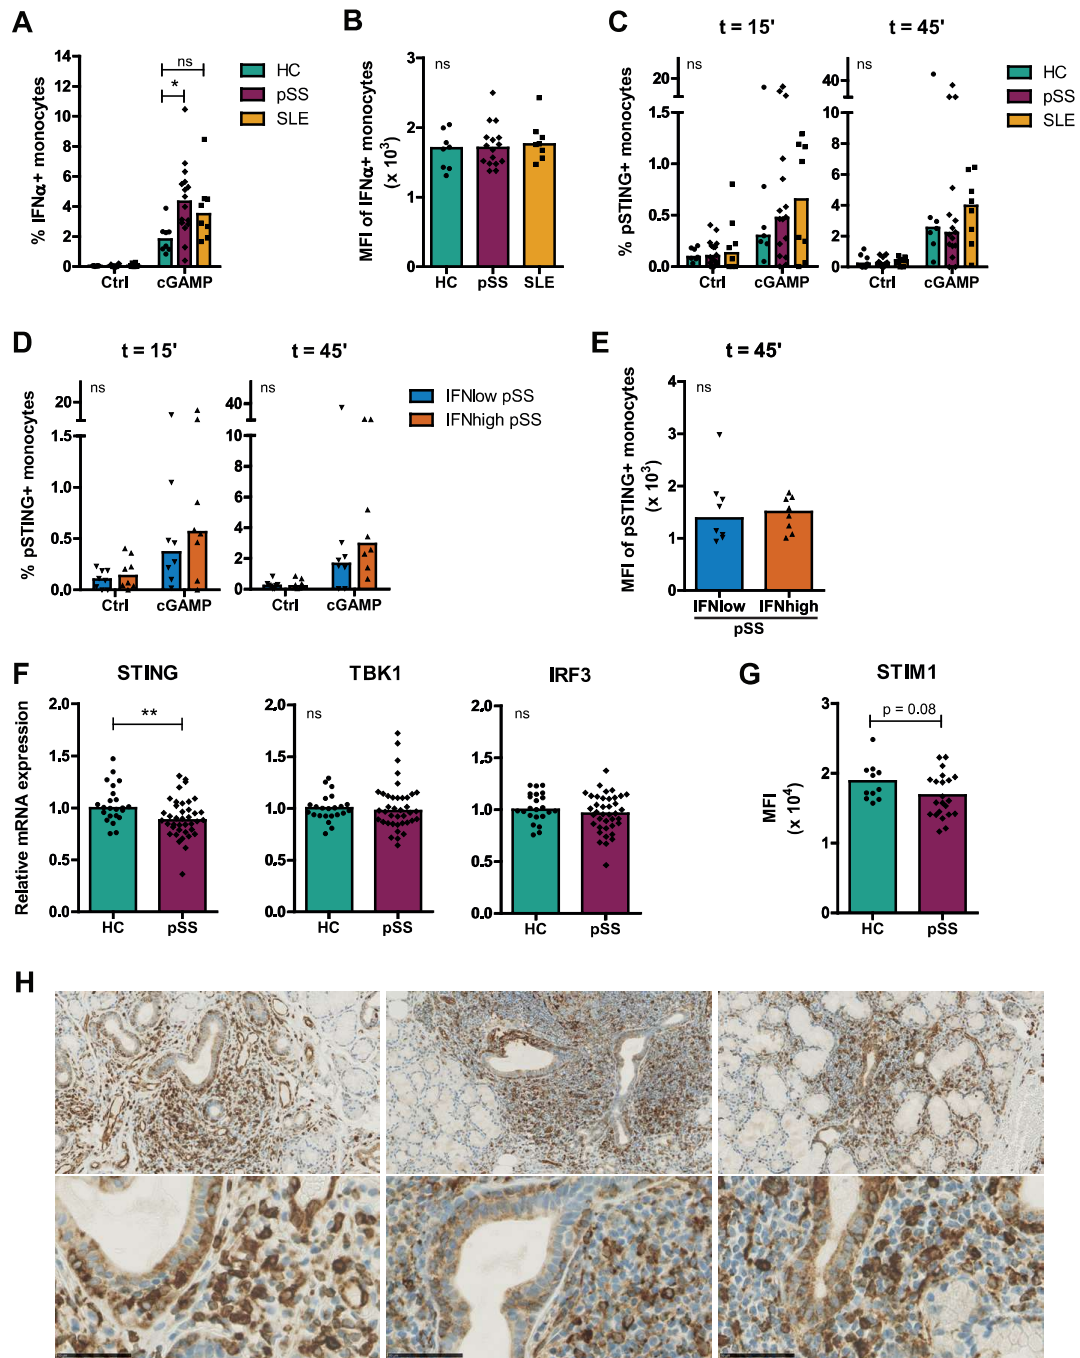 A
% IFNα+ monocytes
14
12
10
8
6
4
2
0
ns
*
Ctrl
cGAMP
HC
pSS
SLE
B
MFI of IFNα+ monocytes
(x 10³)
3
2
1
0
ns
HC pSS SLE
C
t = 15'
t = 45'
% pSTING+ monocytes
20
1.5
1.0
0.5
0.0
ns
Ctrl
cGAMP
40
10
8
6
4
2
0
ns
Ctrl
cGAMP
HC
pSS
SLE
D
t = 15'
t = 45'
% pSTING+ monocytes
20
1.5
1.0
0.5
0.0
ns
Ctrl
cGAMP
40
10
8
6
4
2
0
ns
Ctrl
cGAMP
IFNlow pSS
IFNhigh pSS
E
t = 45'
MFI of pSTING+ monocytes
(x 10³)
4
3
2
1
0
ns
IFNlow IFNhigh
pSS
F
STING
Relative mRNA expression
2.0
1.5
1.0
0.5
0.0
**
HC pSS
TBK1
2.0
1.5
1.0
0.5
0.0
ns
HC pSS
IRF3
2.0
1.5
1.0
0.5
0.0
ns
HC pSS
G
STIM1
MFI
(x 10⁴)
3
2
1
0
p = 0.08
HC pSS
H